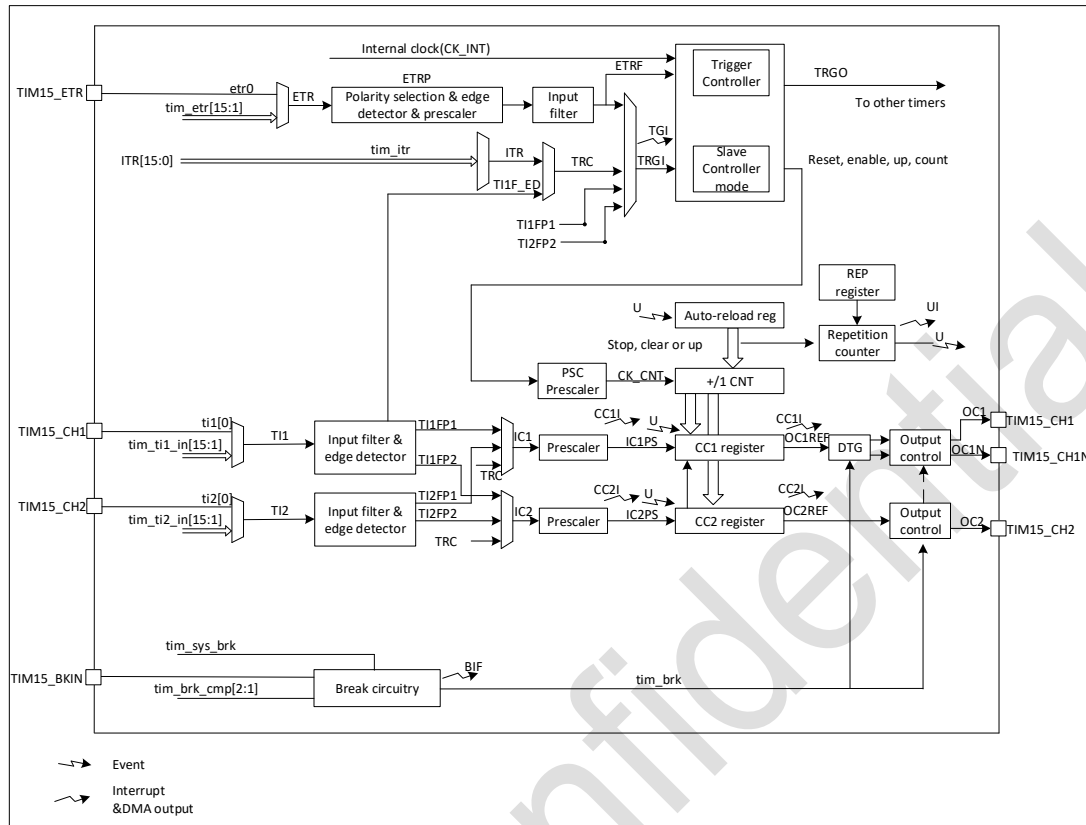 Internal clock(CK_INT)
Trigger
Controller
TRGO
To other timers
TIM15_ETR
etr0
tim_etr[15:1]
ETR
ETRP
Polarity selection & edge
detector & prescaler
Input
filter
ETRF
TGI
TRGI
Slave
Controller
mode
Reset, enable, up, count
ITR[15:0]
tim_itr
ITR
TRC
TI1F_ED
TI1FP1
TI2FP2
REP
register
U
Auto-reload reg
UI
Repetition
counter
U
Stop, clear or up
PSC
Prescaler
CK_CNT
+/1 CNT
TIM15_CH1
ti1[0]
tim_ti1_in[15:1]
TI1
Input filter &
edge detector
TI1FP1
TI1FP2
TRC
IC1
Prescaler
CC1I
U
IC1PS
CC1 register
CC1I
OC1REF
DTG
Output
control
OC1
TIM15_CH1
OC1N
TIM15_CH1N
TIM15_CH2
ti2[0]
tim_ti2_in[15:1]
TI2
Input filter &
edge detector
TI2FP1
TI2FP2
TRC
IC2
Prescaler
CC2I
U
IC2PS
CC2 register
CC2I
OC2REF
Output
control
OC2
TIM15_CH2
tim_sys_brk
TIM15_BKIN
tim_brk_cmp[2:1]
Break circuitry
BIF
tim_brk
Event
Interrupt
&DMA output
nfidential